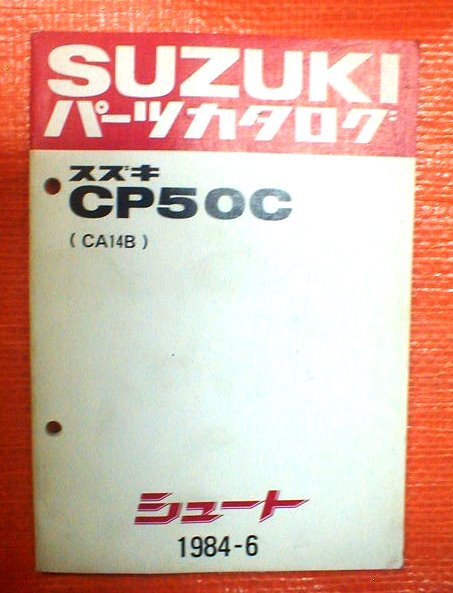 SUZUKI
パーツカタログ
スズキ
CP50C
(CA14B)
シュート
1984-6